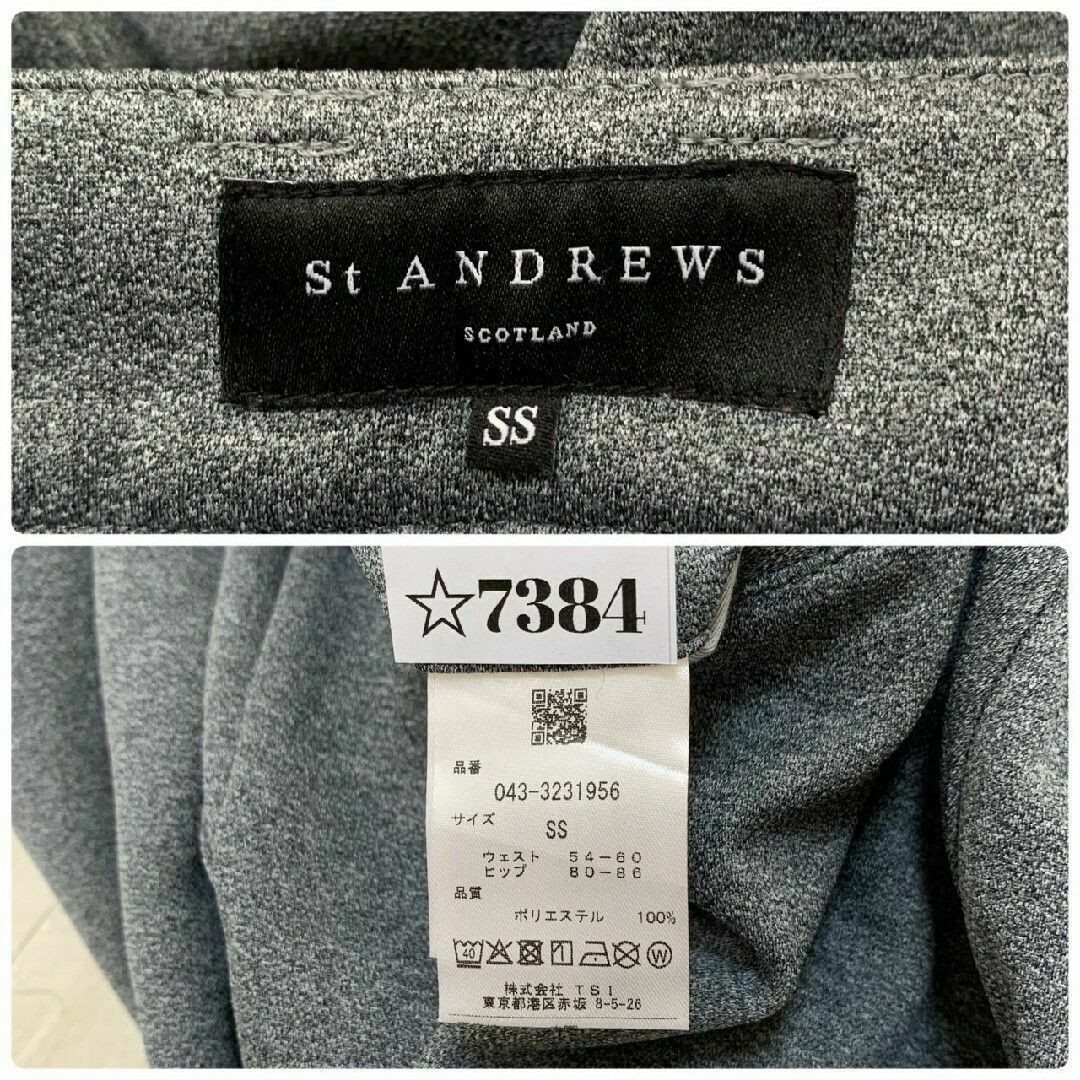 St ANDREWS
SCOTLAND
SS
☆7384
品番
043-3231956
サイズ
SS
ウェスト 54-60
ヒップ 80-86
品質
ポリエステル 100%
40 W
株式会社 TSI
東京都港区赤坂 8-5-26